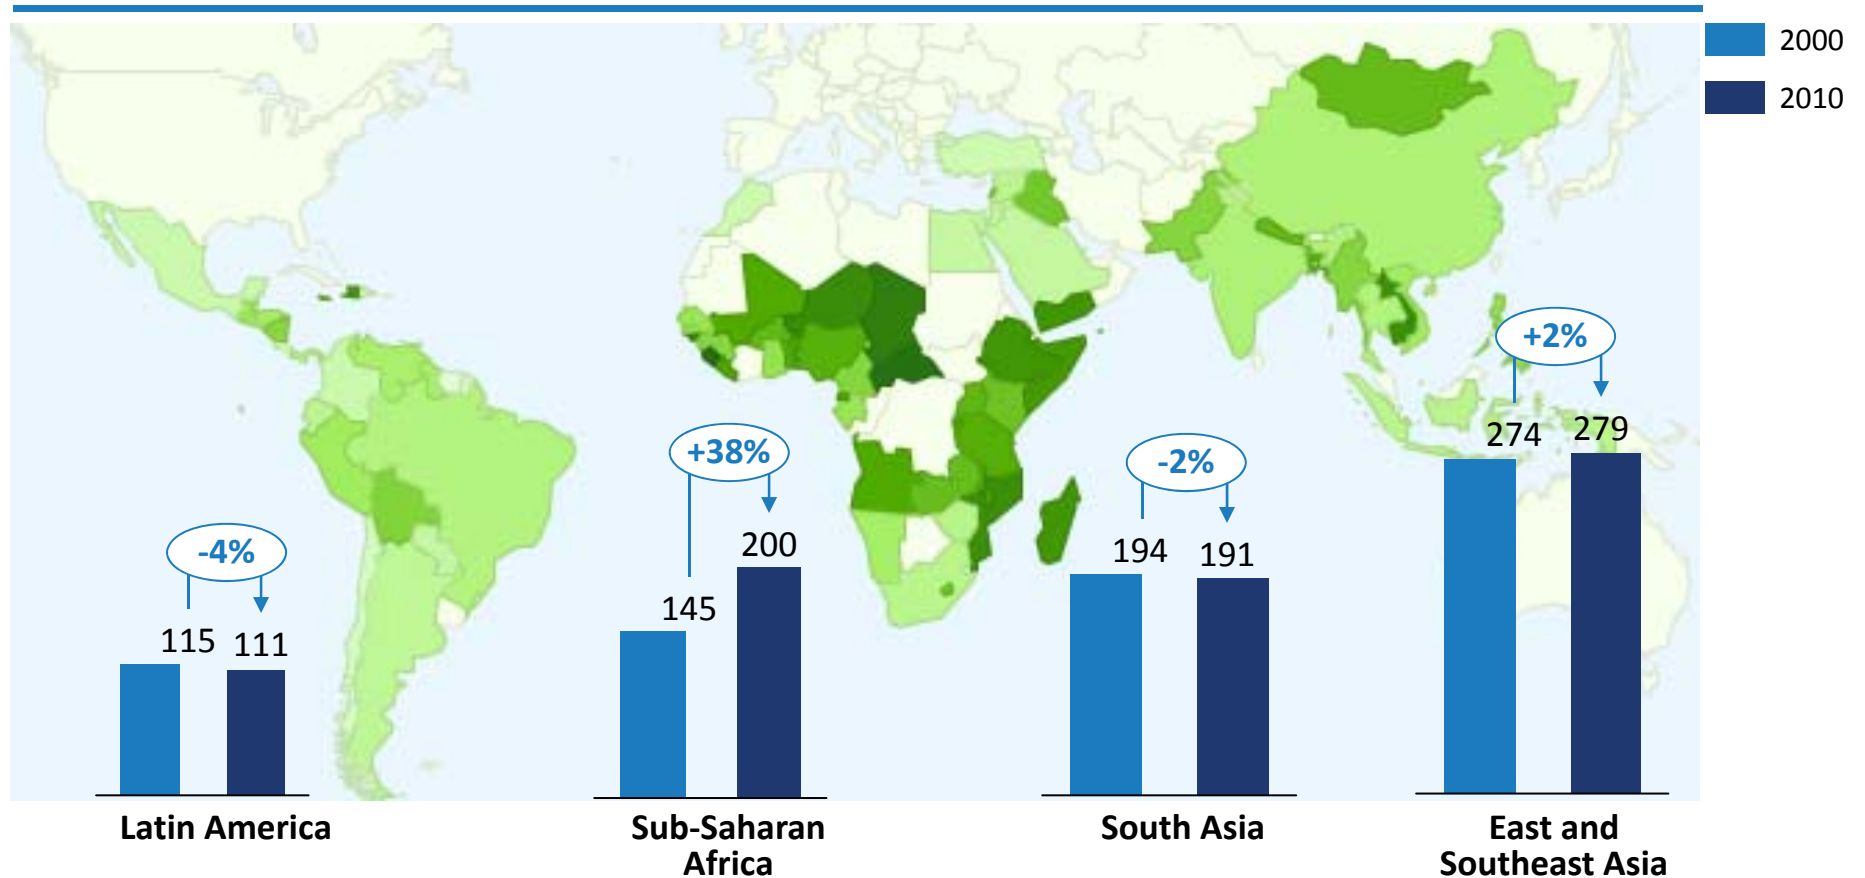 2000
2010
+2%
274
279
+38%
-2%
200
194
191
-4%
145
115
111
Latin America
Sub-Saharan
Africa
South Asia
East and
Southeast Asia